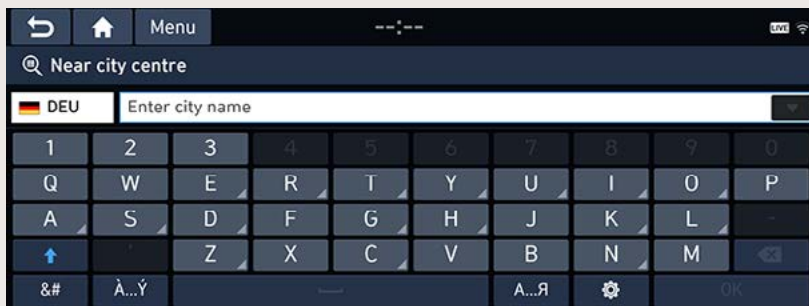 Menu --:-- LIVE
Near city centre
DEU Enter city name
1 2 3 4 5 6 7 8 9 0
Q W E R T Y U I O P
A S D F G H J K L -
' Z X C V B N M
&# À...Ý А...Я OK